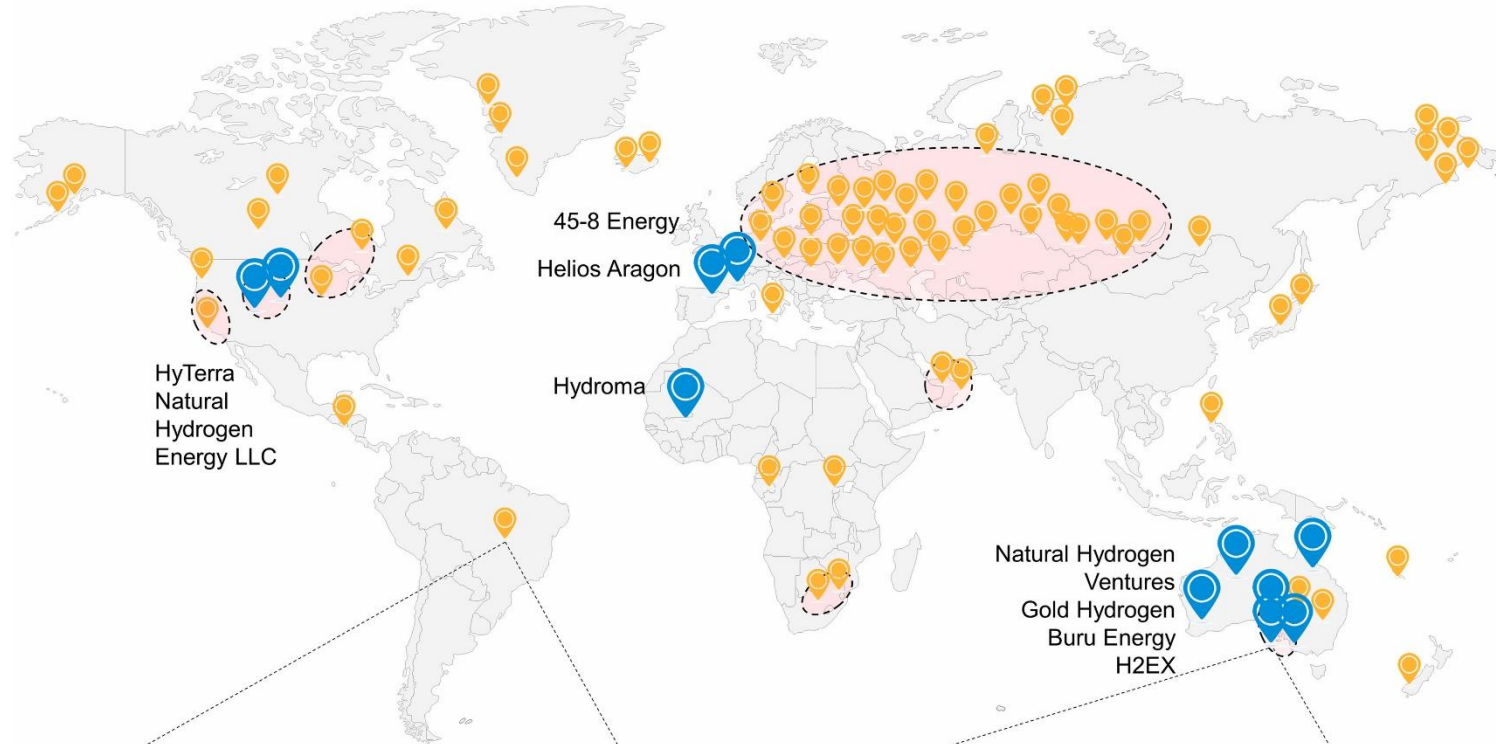 45-8 Energy
Helios Aragon
HyTerra
Natural
Hydrogen
Energy LLC
Hydroma
Natural Hydrogen
Ventures
Gold Hydrogen
Buru Energy
H2EX